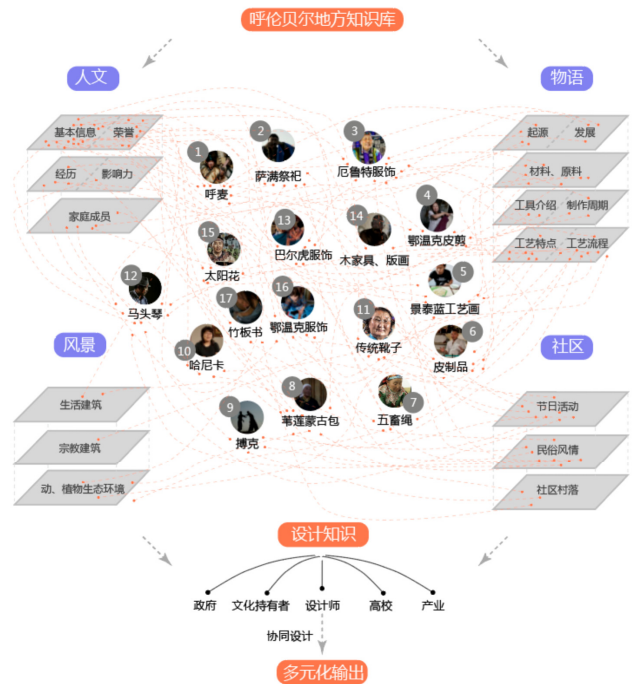 呼伦贝尔地方知识库
人文
物语
基本信息 荣誉
经历 影响力
家庭成员
起源 发展
材料、原料
工具介绍 制作周期
工艺特点 工艺流程
1
呼麦
2
萨满祭祀
3
厄鲁特服饰
4
鄂温克皮剪
15
太阳花
13
巴尔虎服饰
14
木家具、版画
12
马头琴
17
竹板书
16
鄂温克服饰
11
传统靴子
5
景泰蓝工艺画
10
哈尼卡
6
皮制品
9
搏克
8
苇莲蒙古包
7
五畜绳
风景
社区
生活建筑
宗教建筑
动、植物生态环境
节日活动
民俗风情
社区村落
设计知识
政府 文化持有者 设计师 高校 产业
协同设计
多元化输出